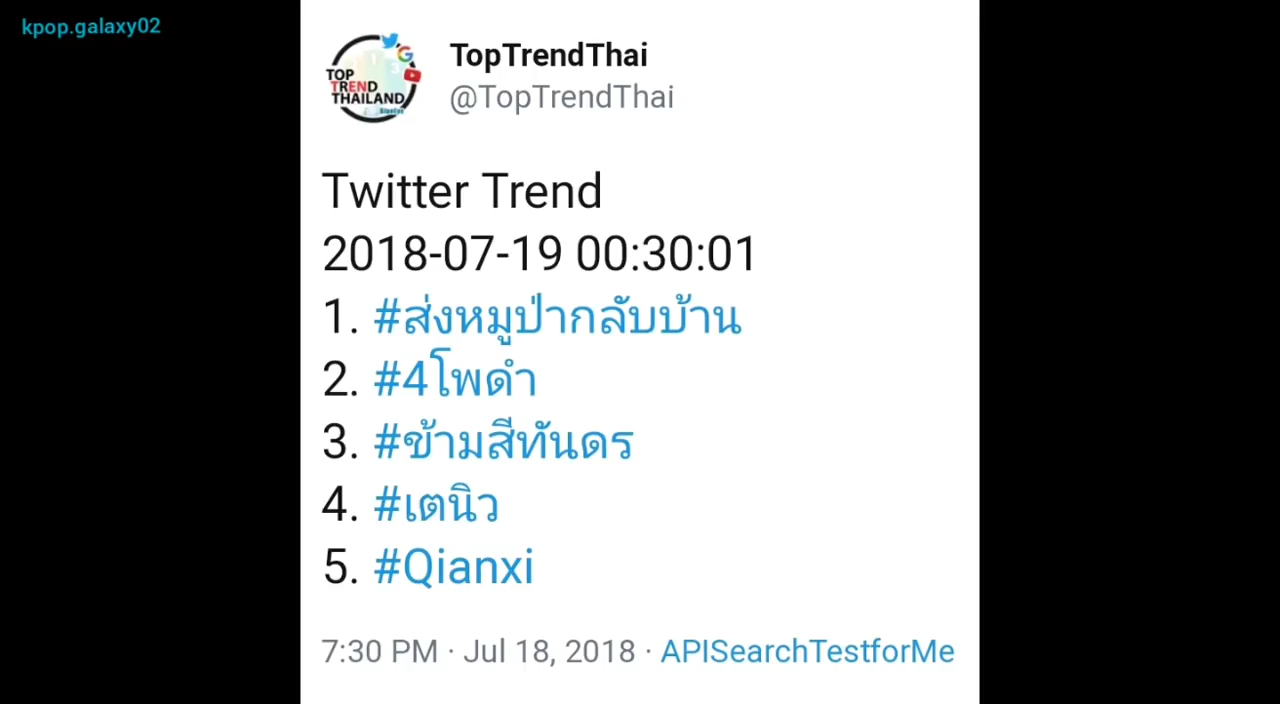 kpop.galaxy02
TOP
TREND
THAILAND
TopTrendThai
@TopTrendThai
Twitter Trend
2018-07-19 00:30:01
1. #ส่งหมูป่ากลับบ้าน
2. #4โพดำ
3. #ข้ามสีทันดร
4. #เตนิว
5. #Qianxi
7:30 PM · Jul 18, 2018 · APISearchTestforMe